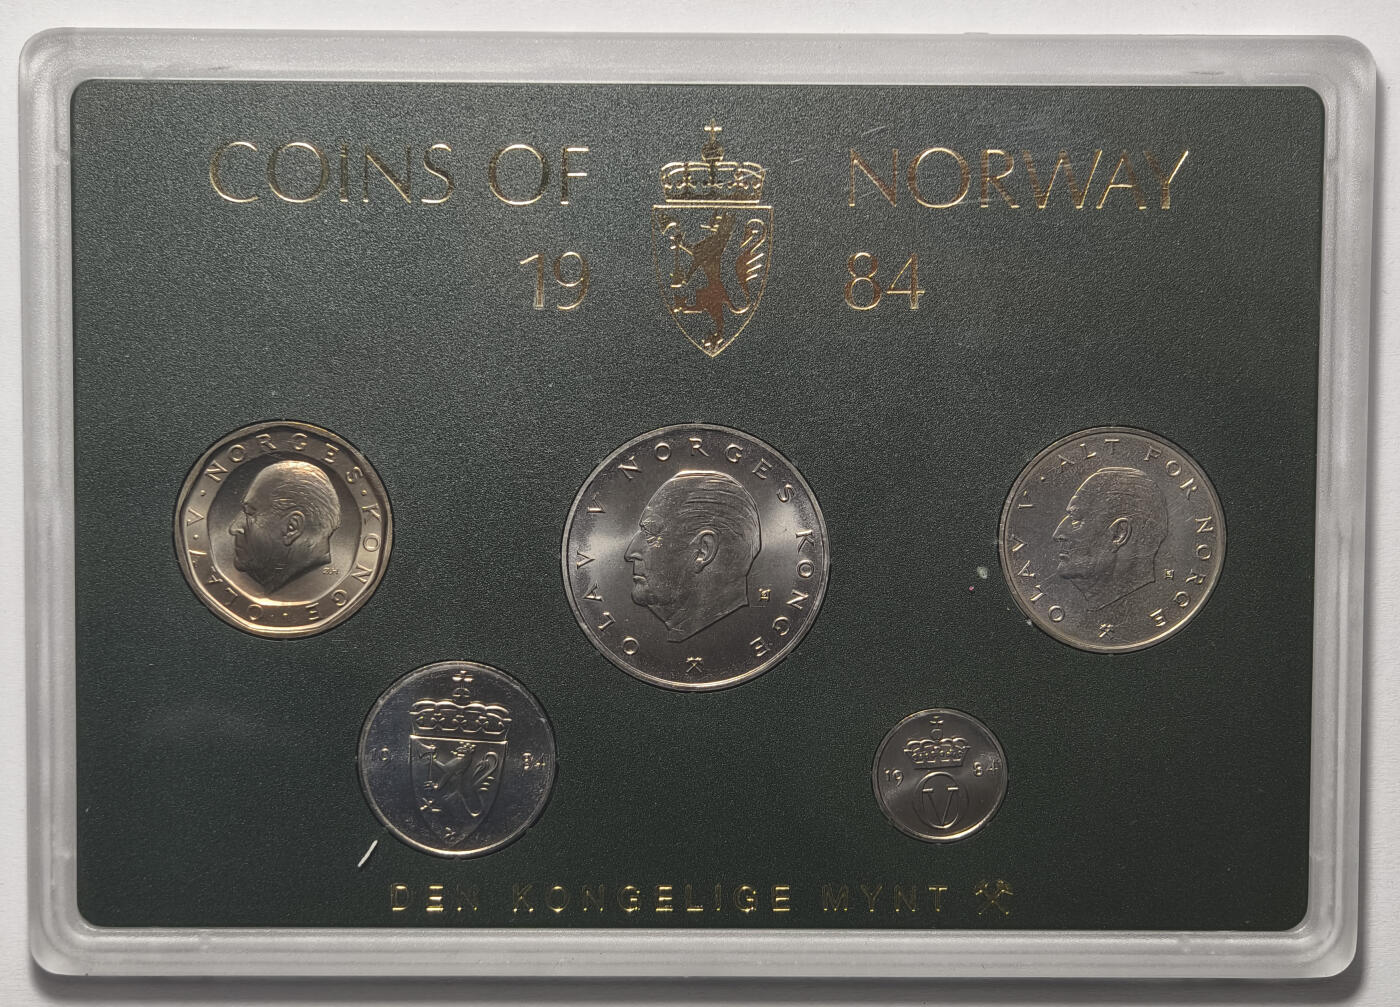 COINS OF NORWAY
19 84
OLAV · V · NORGES · KONGE
OLAV V NORGES KONGE
OLAV V · ALT FOR NORGE
19 84
19 84
V
DEN KONGELIGE MYNT